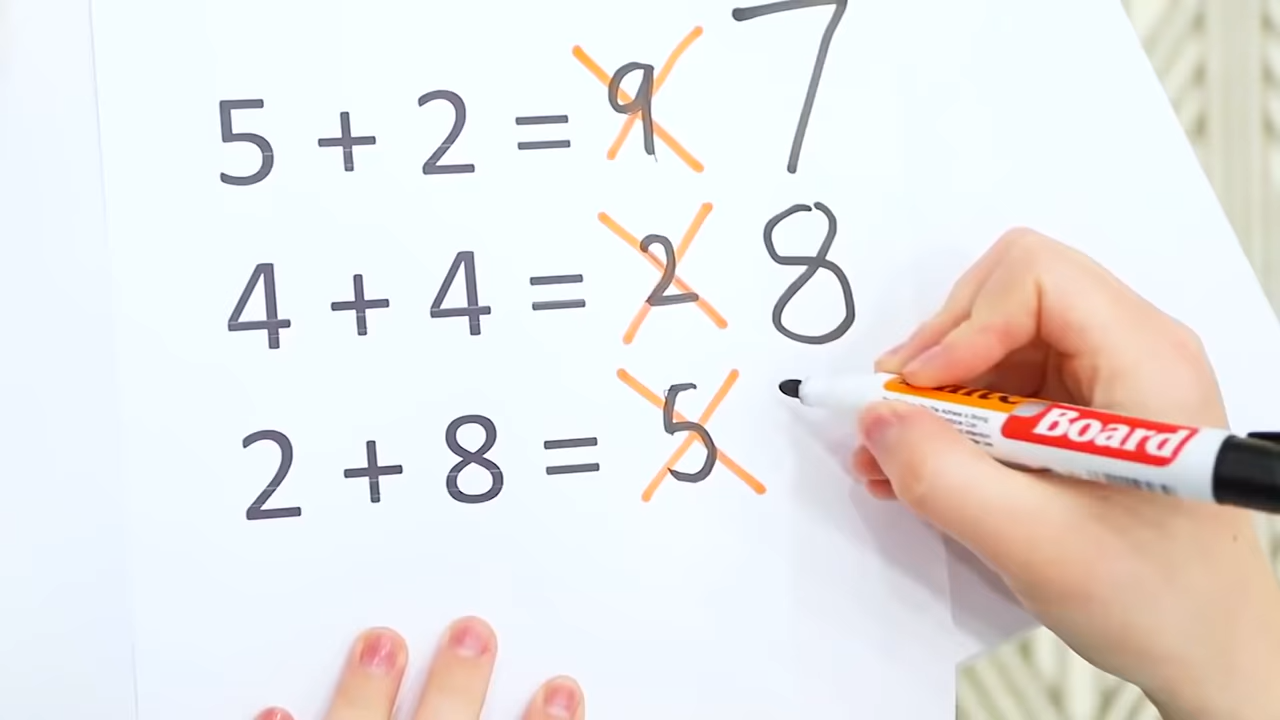 5 + 2 = 9 7
4 + 4 = 2 8
2 + 8 = 5
Board